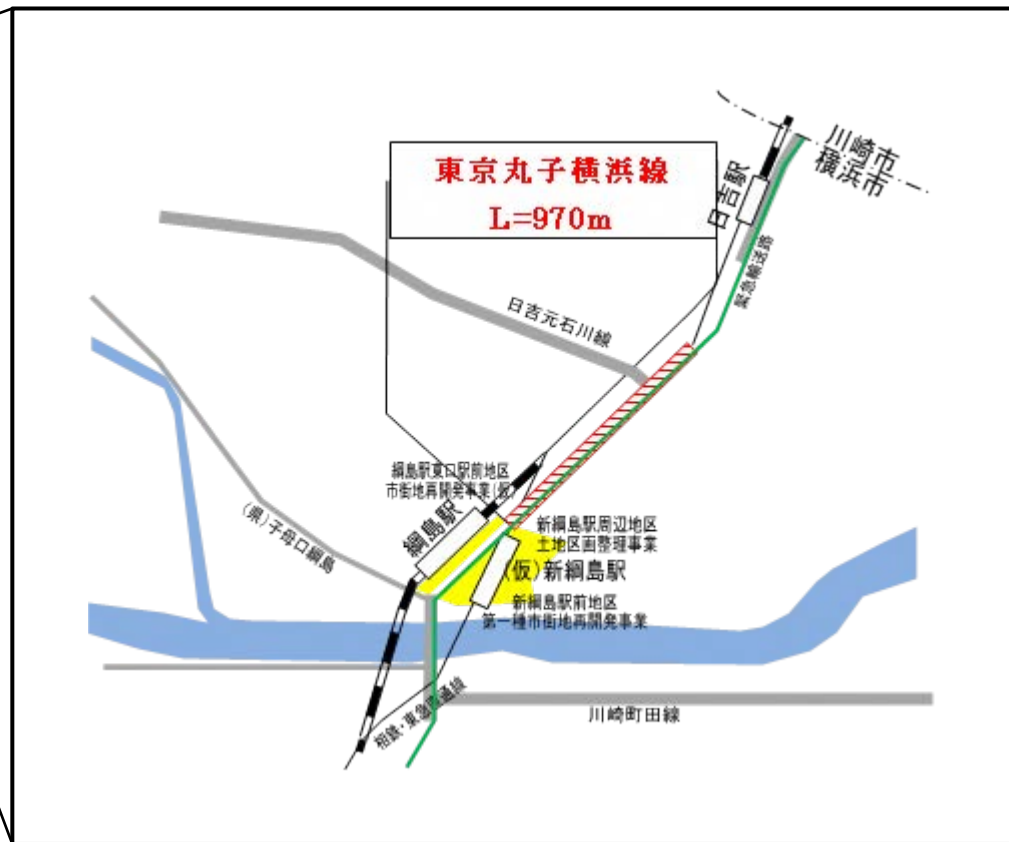 川崎市
横浜市
東京丸子横浜線
L=970m
日吉駅
緊急輸送路
日吉元石川線
綱島駅東口駅前地区
市街地再開発事業(仮)
綱島駅
(県)子母口綱島
新綱島駅周辺地区
土地区画整理事業
(仮)新綱島駅
新綱島駅前地区
第一種市街地再開発事業
相鉄・東急直通線
川崎町田線